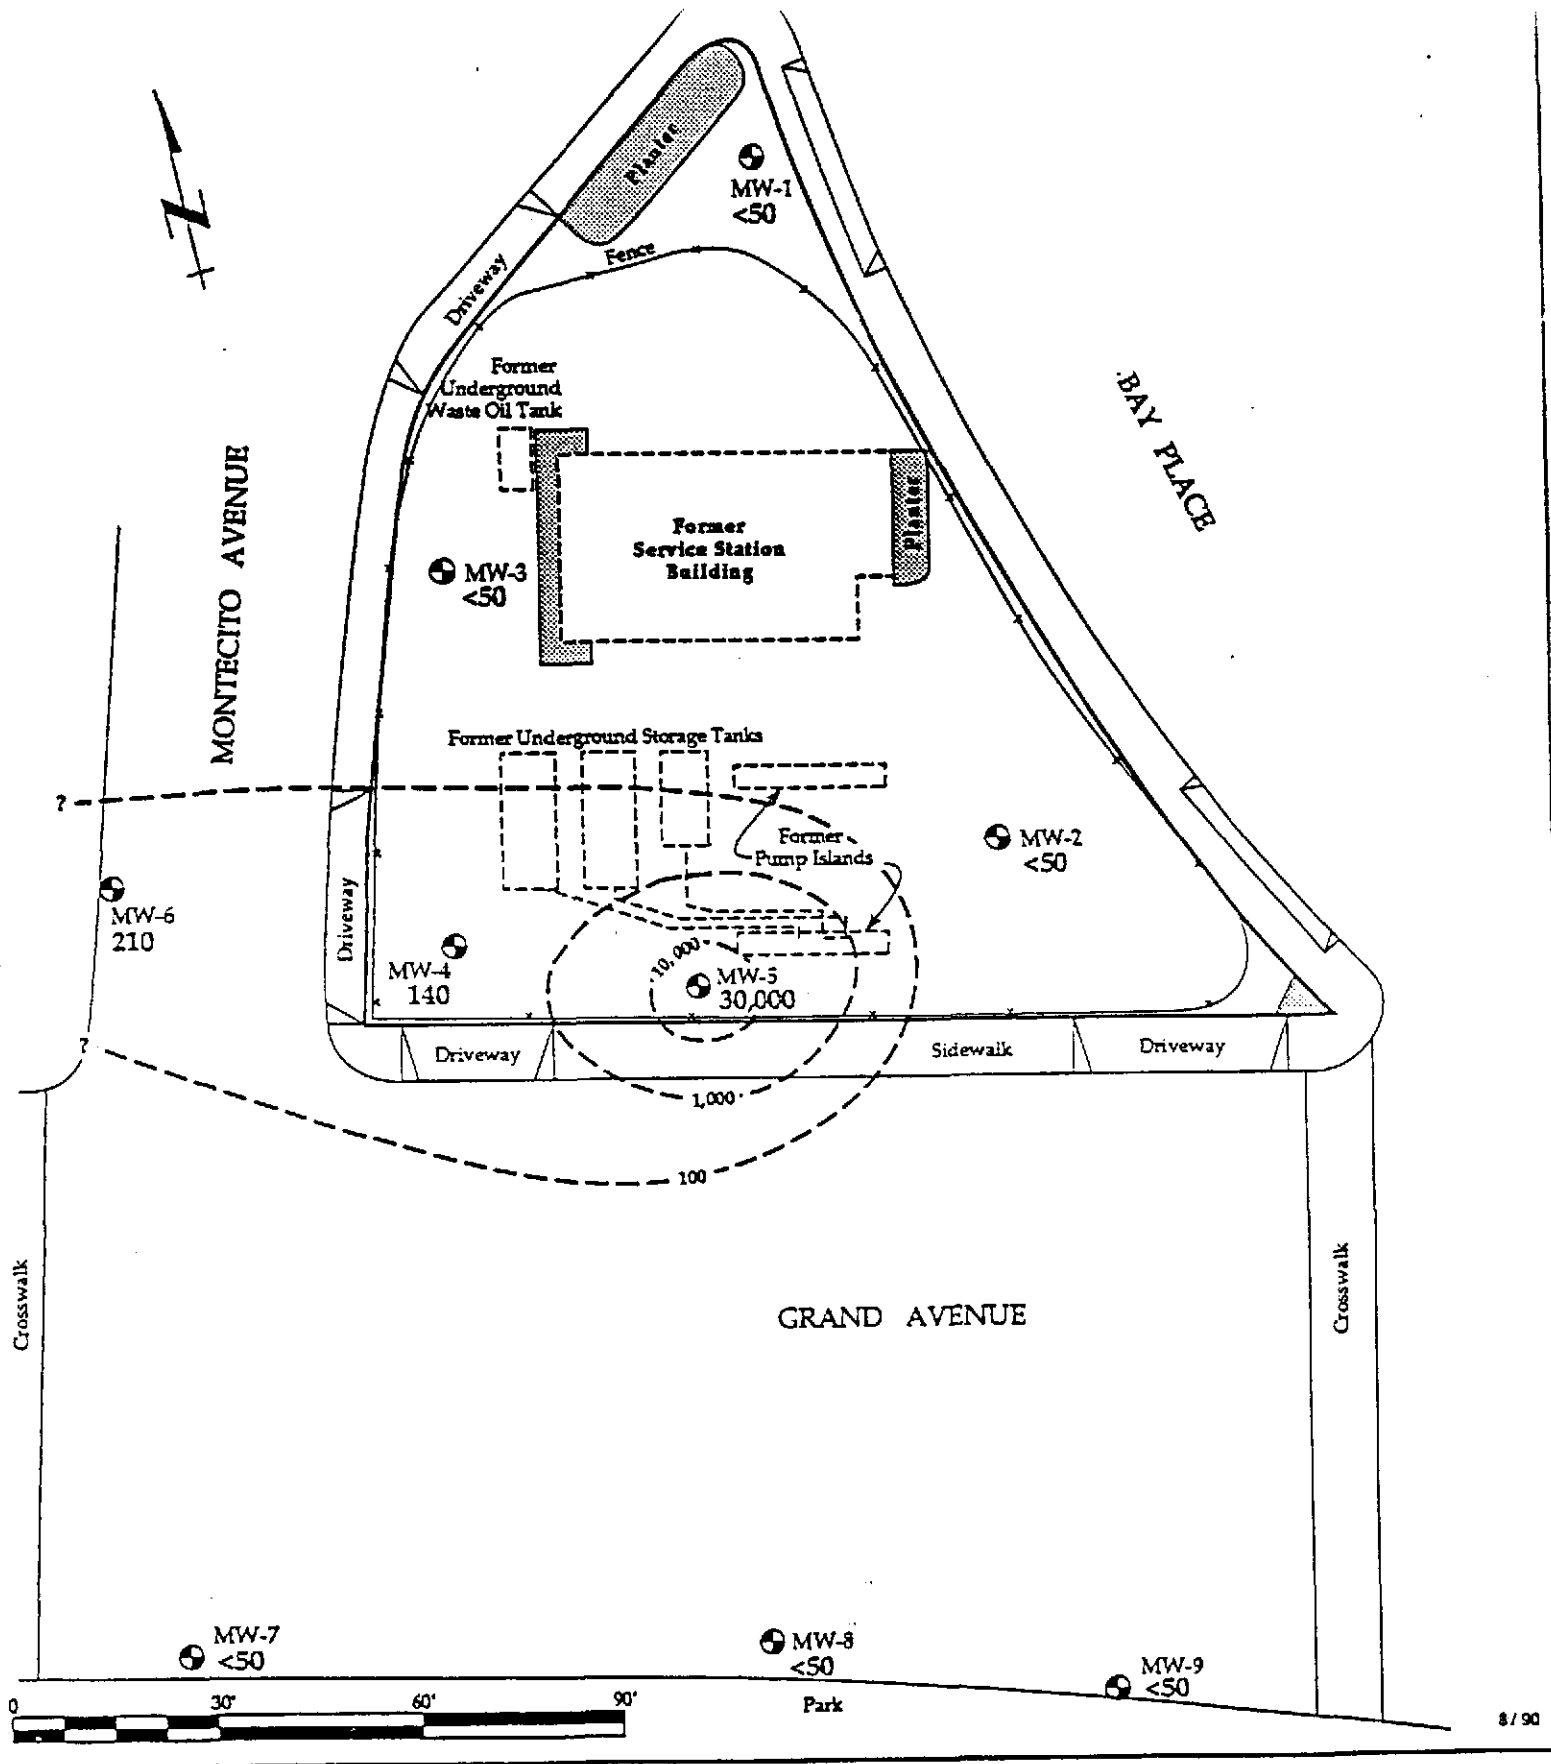 Planter
MW-1
<50
N
Fence
Driveway
Former
Underground
Waste Oil Tank
BAY PLACE
MONTECITO AVENUE
Former
Service Station
Building
Planter
MW-3
<50
Former Underground Storage Tanks
?
Former
Pump Islands
MW-2
<50
MW-6
210
Driveway
MW-4
140
10,000
MW-5
30,000
?
Driveway
Sidewalk
Driveway
1,000
100
Crosswalk
GRAND AVENUE
Crosswalk
MW-7
<50
MW-8
<50
MW-9
<50
0
30'
60'
90'
Park
8/90